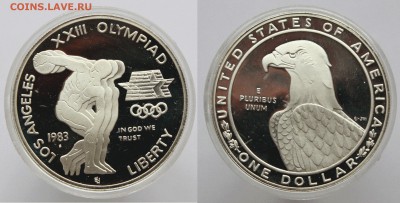 COINS.LAVE.RU
LOS ANGELES XXIII OLYMPIAD
1983
IN GOD WE
TRUST
LIBERTY
UNITED STATES OF AMERICA
E
PLURIBUS
UNUM
ONE DOLLAR